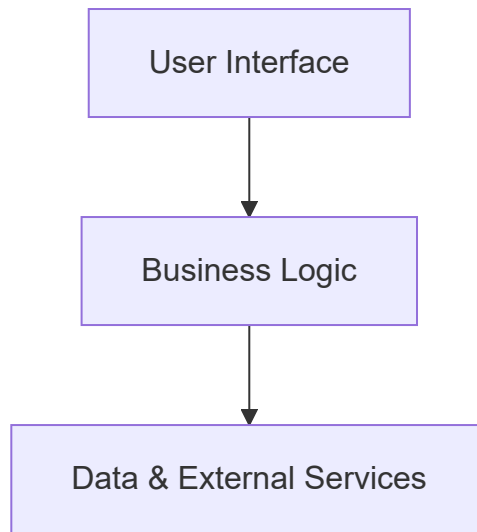 User Interface
Business Logic
Data & External Services